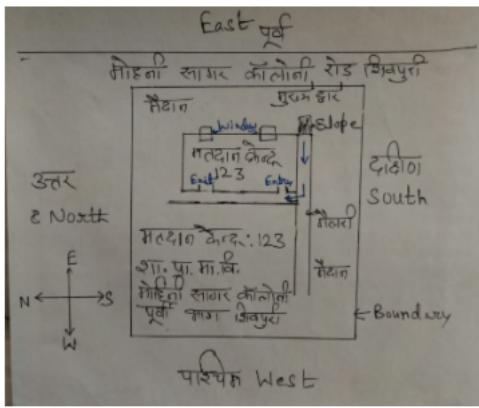 East पूर्व
मोहनी सागर कॉलोनी रोड शिवपुरी
मैदान
मुख्य द्वार
Window
Slope
मतदान केन्द्र
123
Exit
Entry
उत्तर
North
दक्षिण
South
मतदान केन्द्र : 123
शा. प्रा. मा. वि.
मोहिनी सागर कॉलोनी
पूर्वी भाग शिवपुरी
गैलरी
मैदान
E
N
S
W
Boundary
पश्चिम West